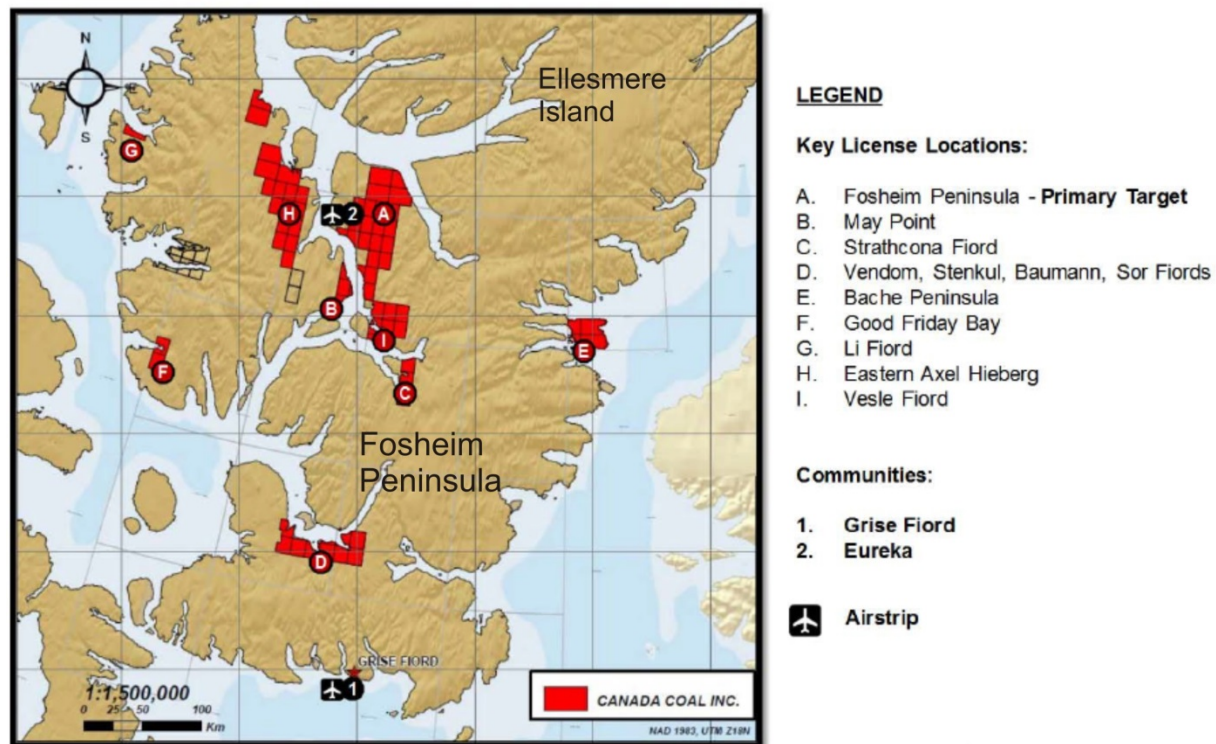 N
W
E
S
Ellesmere
Island
G
H
2
A
B
I
E
F
C
Fosheim
Peninsula
D
GRISE FIORD
1
1:1,500,000
0 25 50 100
Km
CANADA COAL INC.
NAD 1983, UTM Z18N
LEGEND
Key License Locations:
A. Fosheim Peninsula - Primary Target
B. May Point
C. Strathcona Fiord
D. Vendom, Stenkul, Baumann, Sor Fiords
E. Bache Peninsula
F. Good Friday Bay
G. Li Fiord
H. Eastern Axel Hieberg
I. Vesle Fiord
Communities:
1. Grise Fiord
2. Eureka
Airstrip